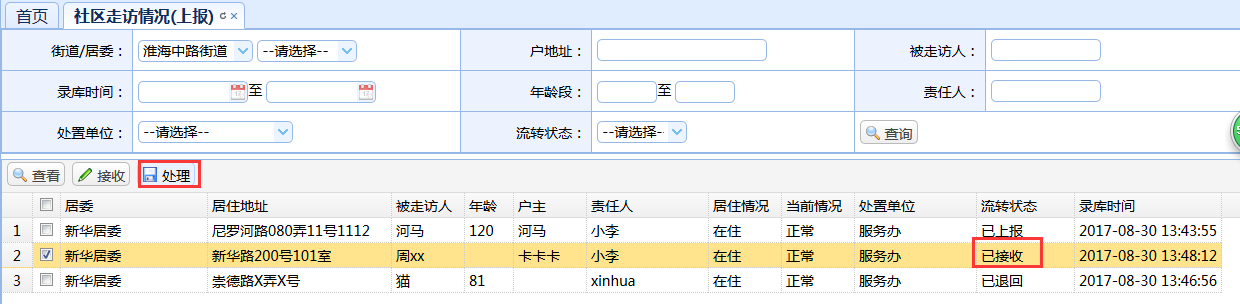 首页 社区走访情况(上报)
街道/居委： 淮海中路街道 --请选择-- 户地址： 被走访人：
录库时间： 至 年龄段： 至 责任人：
处置单位： --请选择-- 流转状态： --请选择- 查询
查看 接收 处理
居委 居住地址 被走访人 年龄 户主 责任人 居住情况 当前情况 处置单位 流转状态 录库时间
1 新华居委 尼罗河路080弄11号1112 河马 120 河马 小李 在住 正常 服务办 已上报 2017-08-30 13:43:55
2 新华居委 新华路200号101室 周xx 卡卡卡 小李 在住 正常 服务办 已接收 2017-08-30 13:48:12
3 新华居委 崇德路X弄X号 猫 81 xinhua 在住 正常 服务办 已退回 2017-08-30 13:46:56